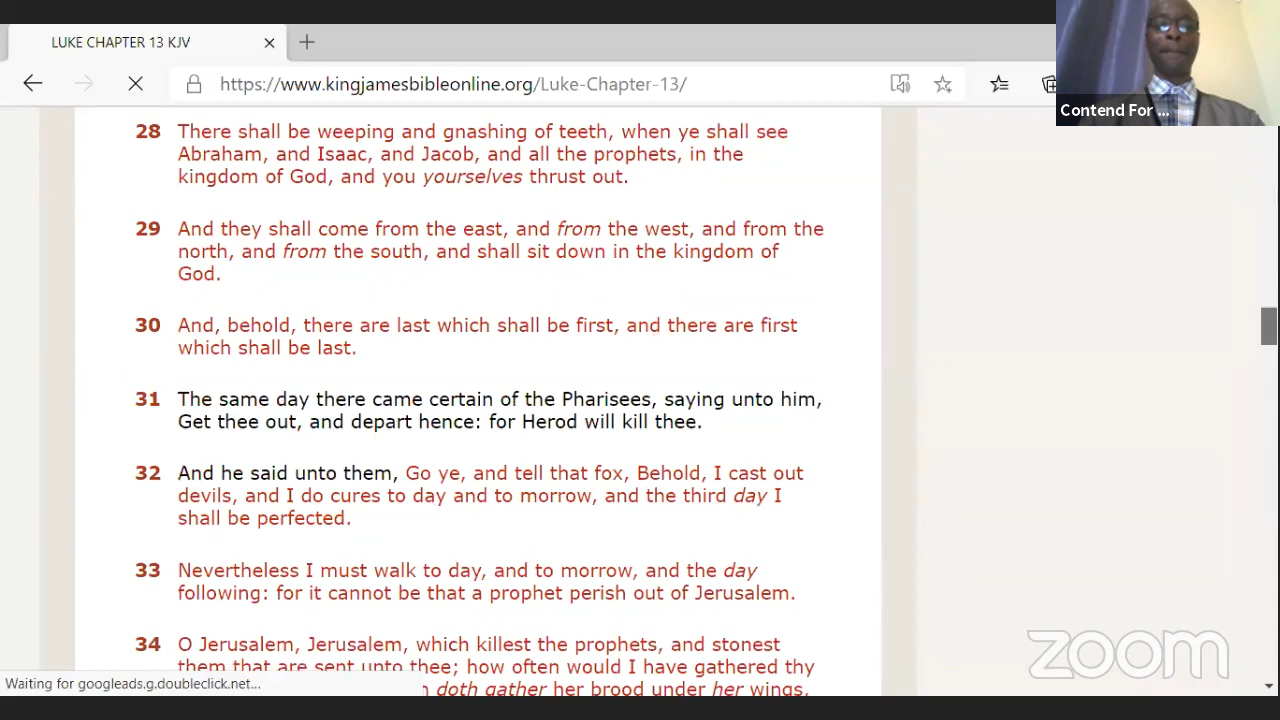 LUKE CHAPTER 13 KJV
https://www.kingjamesbibleonline.org/Luke-Chapter-13/
Contend For ...
28 There shall be weeping and gnashing of teeth, when ye shall see
Abraham, and Isaac, and Jacob, and all the prophets, in the
kingdom of God, and you yourselves thrust out.
29 And they shall come from the east, and from the west, and from the
north, and from the south, and shall sit down in the kingdom of
God.
30 And, behold, there are last which shall be first, and there are first
which shall be last.
31 The same day there came certain of the Pharisees, saying unto him,
Get thee out, and depart hence: for Herod will kill thee.
32 And he said unto them, Go ye, and tell that fox, Behold, I cast out
devils, and I do cures to day and to morrow, and the third day I
shall be perfected.
33 Nevertheless I must walk to day, and to morrow, and the day
following: for it cannot be that a prophet perish out of Jerusalem.
34 O Jerusalem, Jerusalem, which killest the prophets, and stonest
them that are sent unto thee; how often would I have gathered thy
doth gather her brood under her wings,
Waiting for googleads.g.doubleclick.net...
zoom